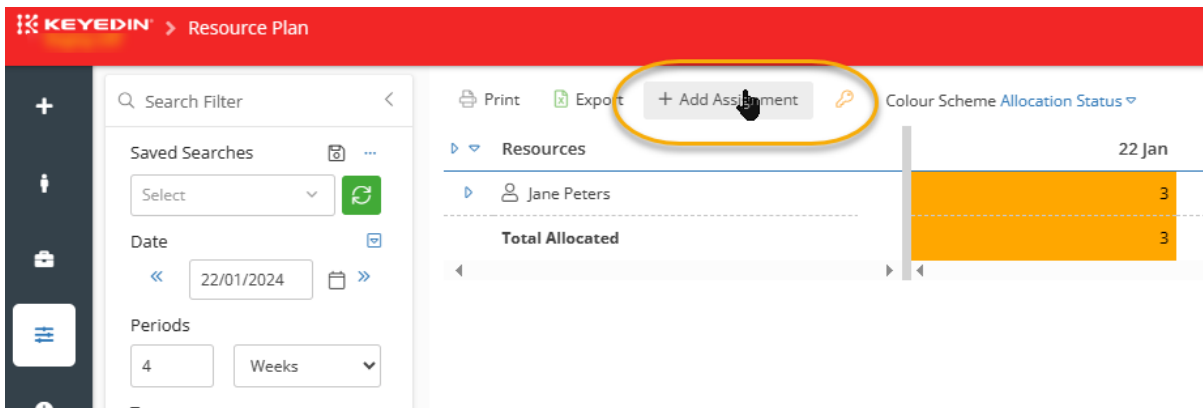 KEYEDIN > Resource Plan
Search Filter
Print Export + Add Assignment Colour Scheme Allocation Status
Saved Searches ...
Resources 22 Jan
Select
Jane Peters 3
Date
Total Allocated 3
22/01/2024
Periods
4 Weeks